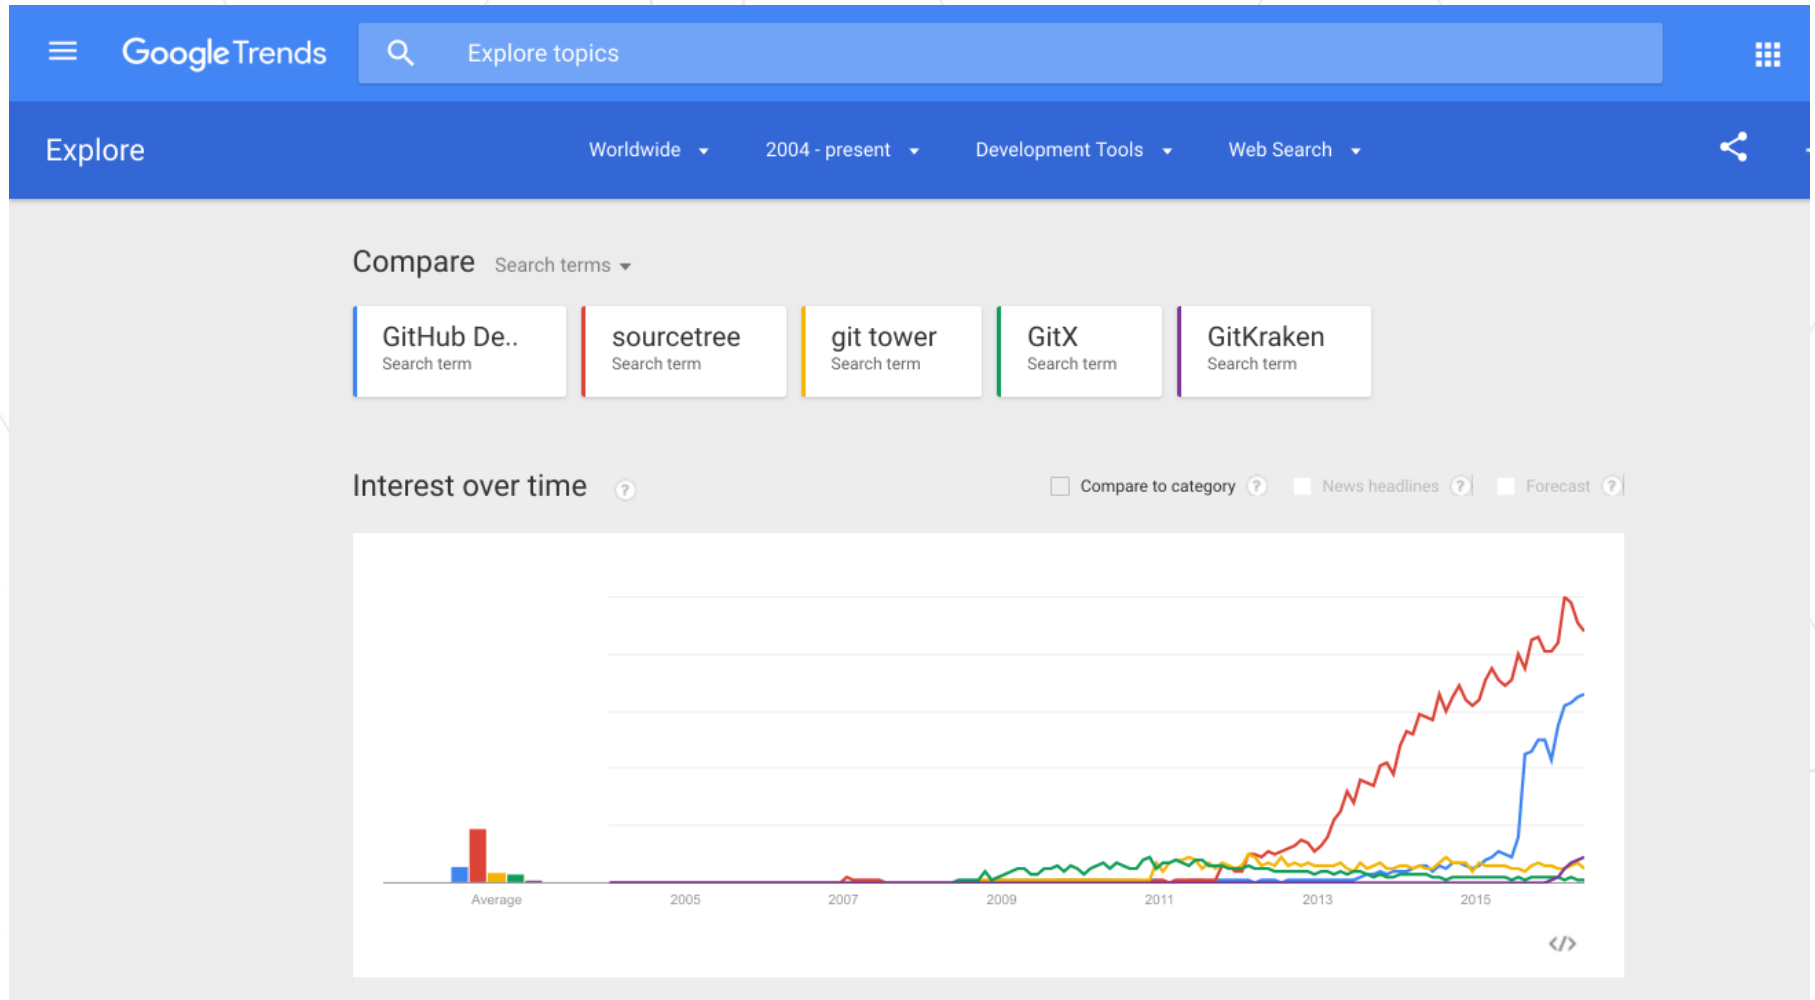 Google Trends
Explore topics
Explore
Worldwide
2004 - present
Development Tools
Web Search
Compare Search terms
GitHub De..
Search term
sourcetree
Search term
git tower
Search term
GitX
Search term
GitKraken
Search term
Interest over time ?
Compare to category ?
News headlines ?
Forecast ?
Average
2005
2007
2009
2011
2013
2015
</>